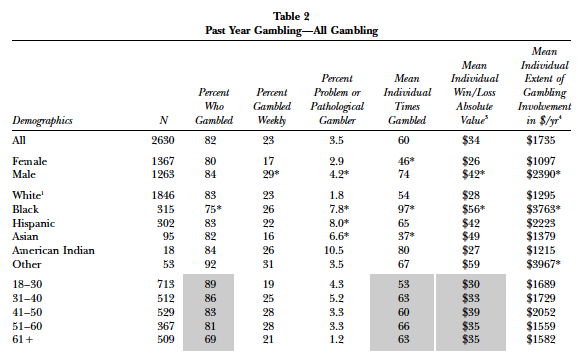 Table 2
Past Year Gambling—All Gambling
Mean
Mean Individual
Individual Extent of
Percent Mean Win/Loss Gambling
Percent Percent Problem or Individual Absolute Involvement
Who Gambled Pathological Times Value³ in $/yr⁴
Demographics N Gambled Weekly Gambler Gambled
All 2630 82 23 3.5 60 $34 $1735
Female 1367 80 17 2.9 46* $26 $1097
Male 1263 84 29* 4.2* 74 $42* $2390*
White¹ 1846 83 23 1.8 54 $28 $1295
Black 315 75* 26 7.8* 97* $56* $3763*
Hispanic 302 83 22 8.0* 65 $42 $2223
Asian 95 82 16 6.6* 37* $49 $1379
American Indian 18 84 26 10.5 80 $27 $1215
Other 53 92 31 3.5 67 $59 $3967*
18–30 713 89 19 4.3 53 $30 $1689
31–40 512 86 25 5.2 63 $33 $1729
41–50 529 83 28 3.3 60 $39 $2052
51–60 367 81 28 3.3 66 $35 $1559
61+ 509 69 21 1.2 63 $35 $1582